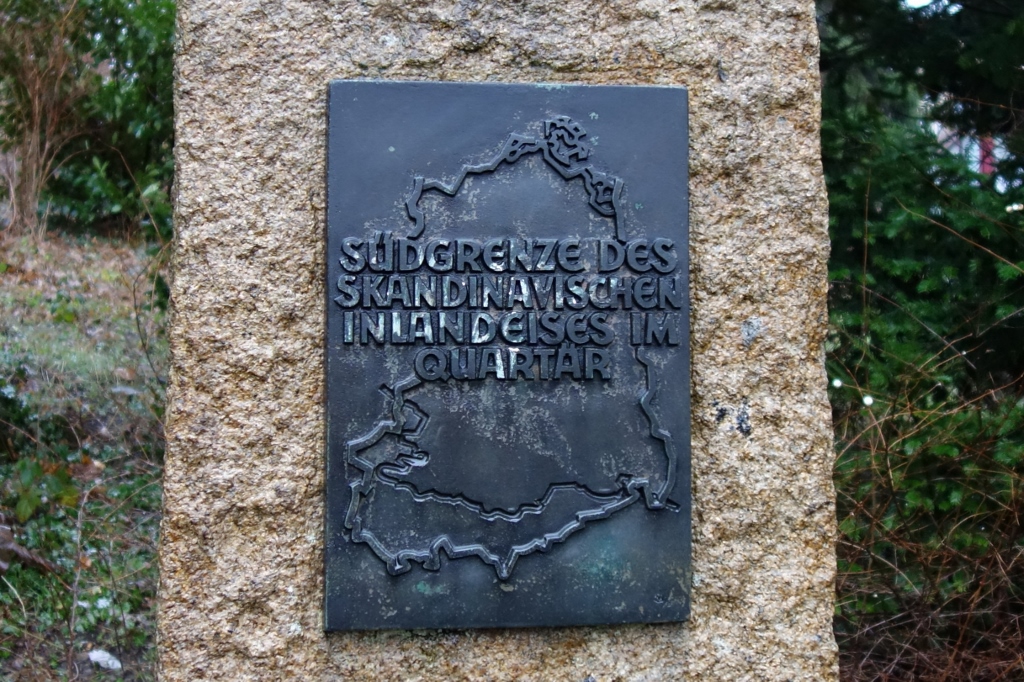 SÜDGRENZE DES
SKANDINAVISCHEN
INLANDEISES IM
QUARTÄR